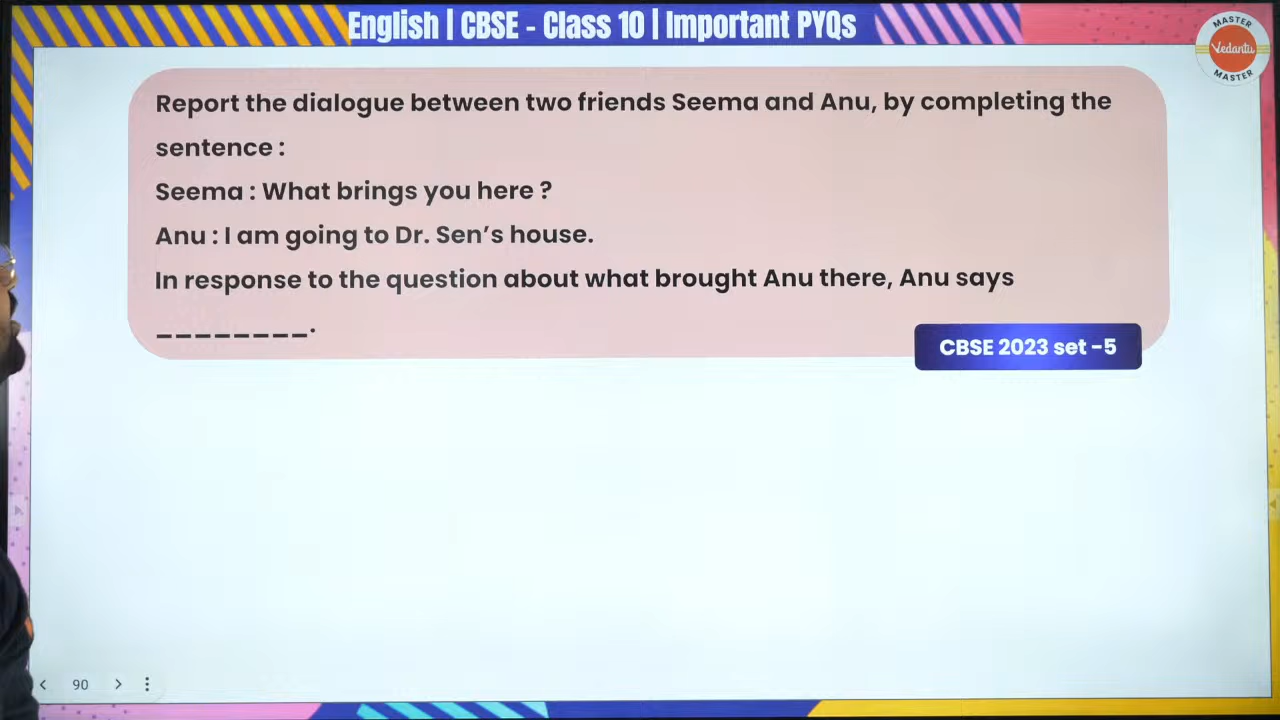 English | CBSE - Class 10 | Important PYQs
MASTER
Vedantu
MASTER
Report the dialogue between two friends Seema and Anu, by completing the
sentence :
Seema : What brings you here ?
Anu : I am going to Dr. Sen’s house.
In response to the question about what brought Anu there, Anu says
________.
CBSE 2023 set -5
90